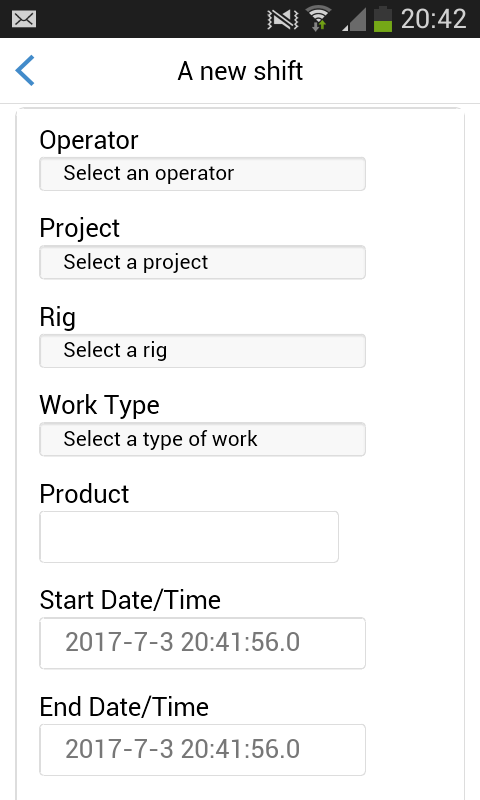 20:42
A new shift
Operator
Select an operator
Project
Select a project
Rig
Select a rig
Work Type
Select a type of work
Product
Start Date/Time
2017-7-3 20:41:56.0
End Date/Time
2017-7-3 20:41:56.0